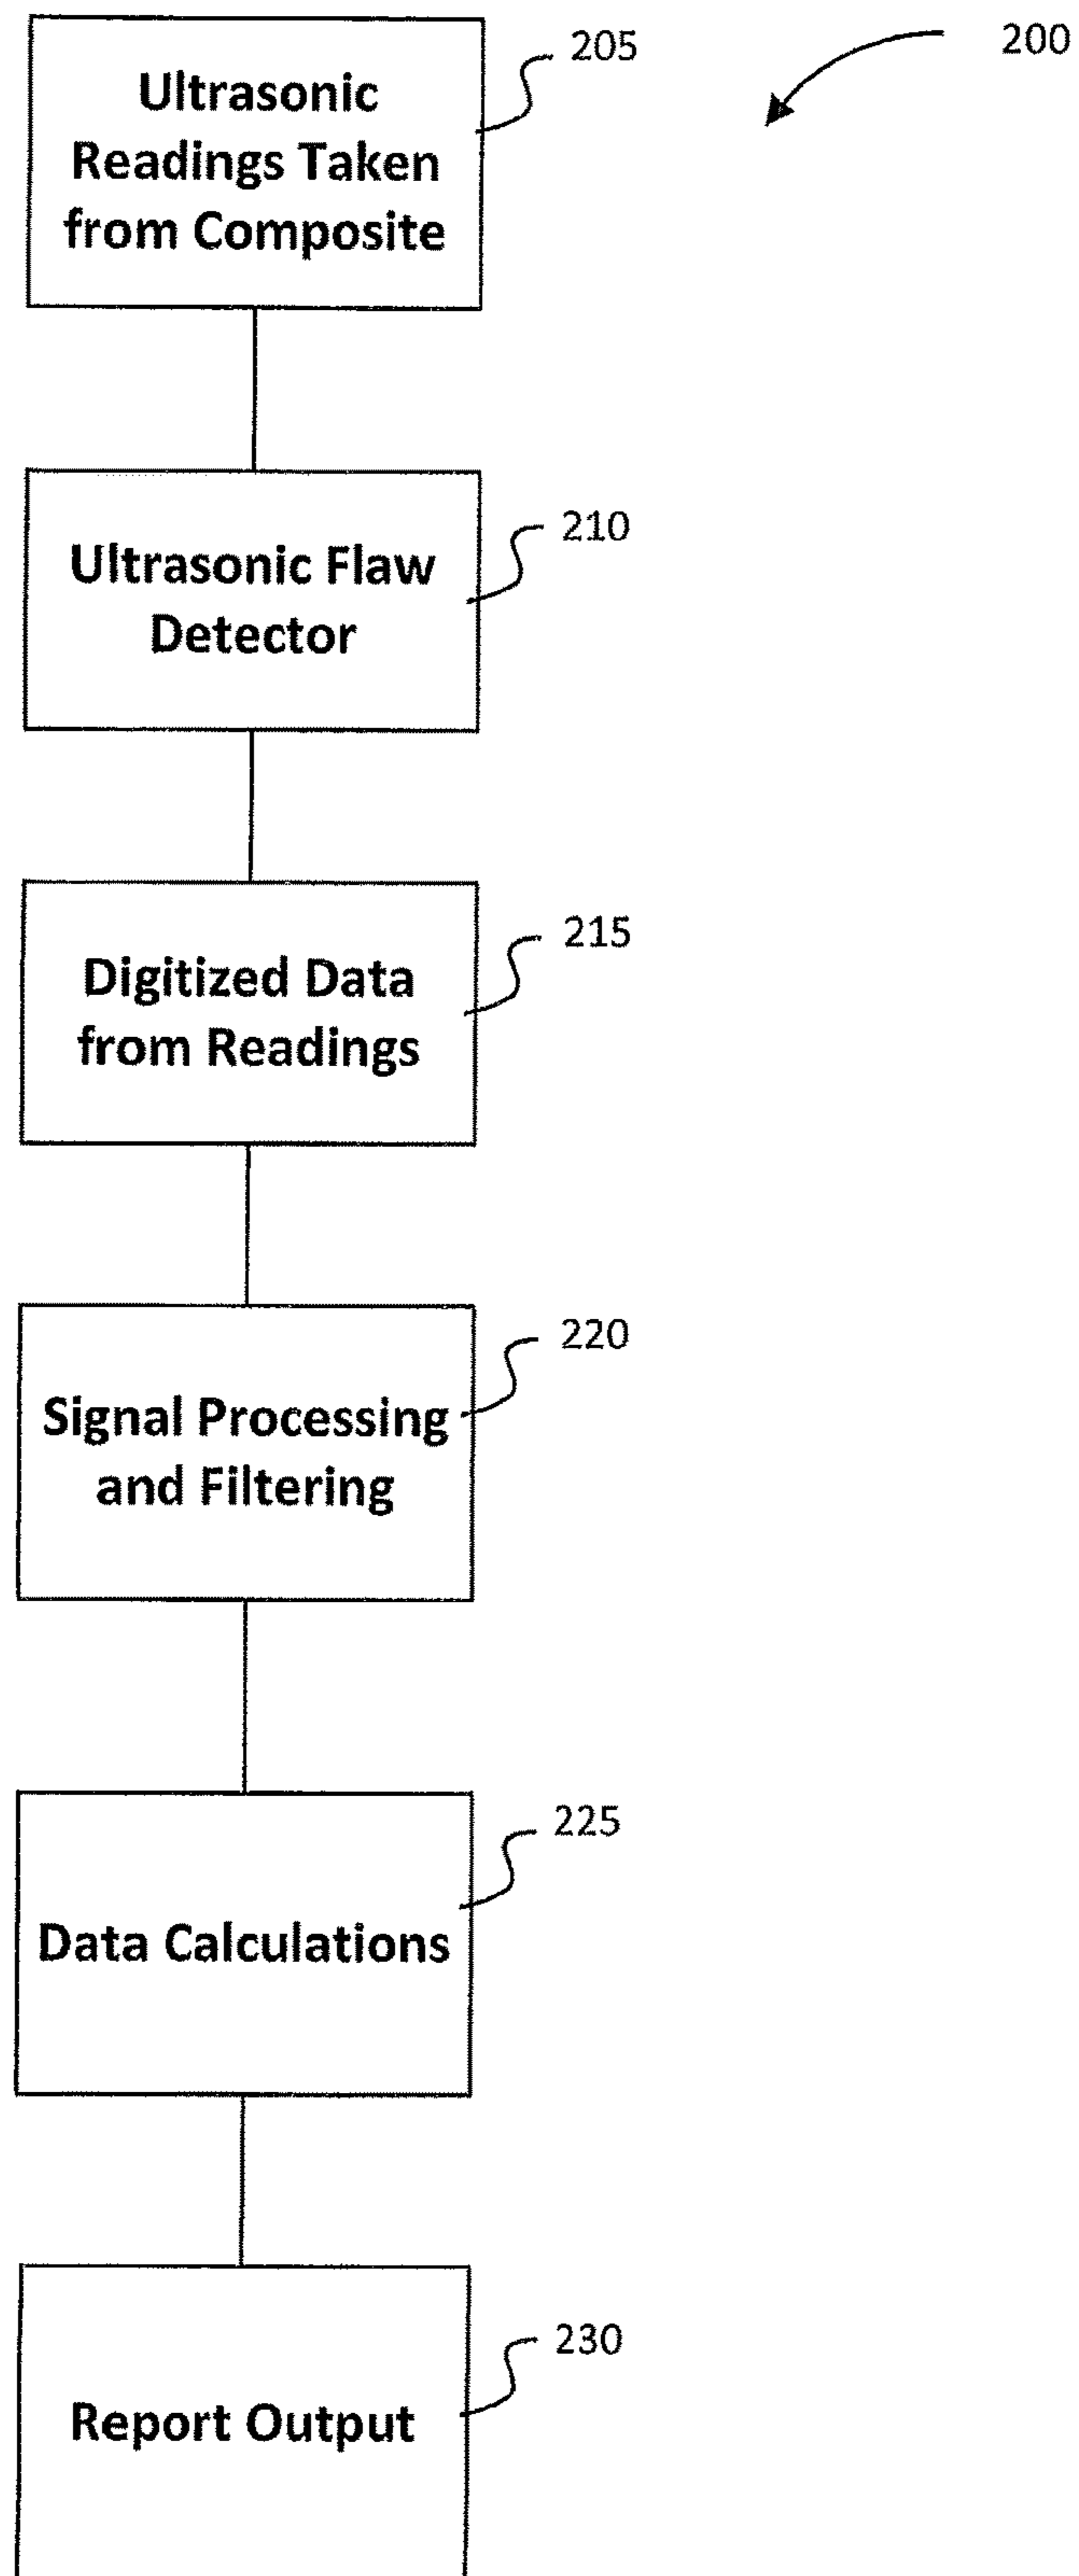 200
Ultrasonic
Readings Taken
from Composite
205
Ultrasonic Flaw
Detector
210
Digitized Data
from Readings
215
Signal Processing
and Filtering
220
Data Calculations
225
Report Output
230